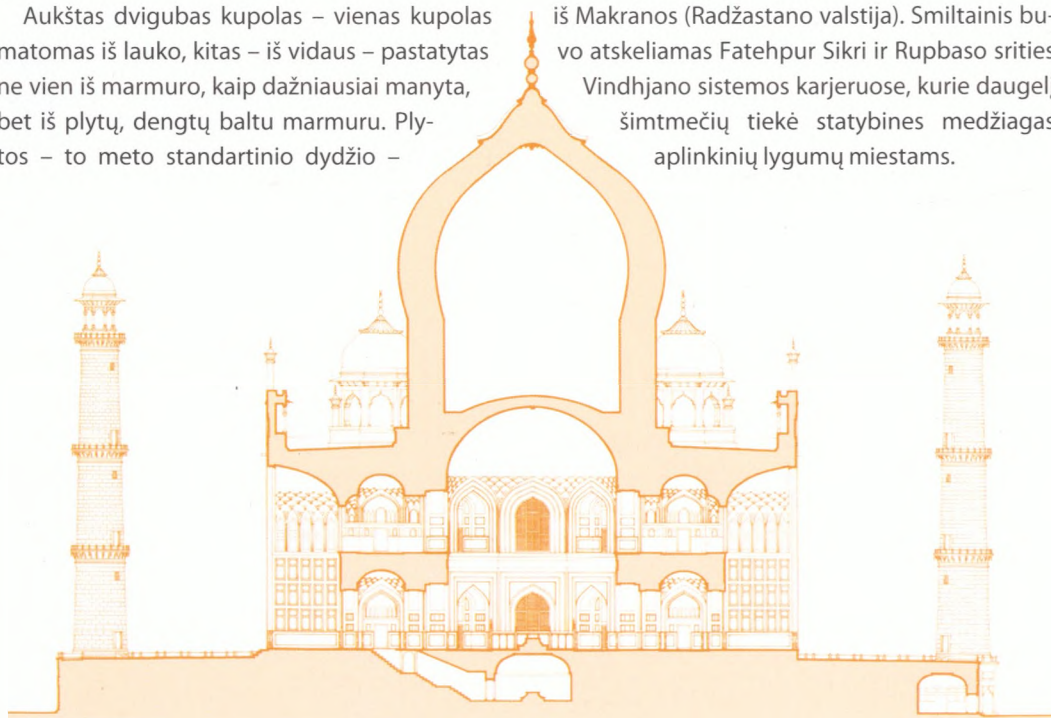 Aukštas dvigubas kupolas – vienas kupolas
matomas iš lauko, kitas – iš vidaus – pastatytas
ne vien iš marmuro, kaip dažniausiai manyta,
bet iš plytų, dengtų baltu marmuru. Ply-
tos – to meto standartinio dydžio –
iš Makranos (Radžastano valstija). Smiltainis bu-
vo atskeliamas Fatehpur Sikri ir Rupbaso srities
Vindhjano sistemos karjeruose, kurie daugelį
šimtmečių tiekė statybines medžiagas
aplinkinių lygumų miestams.